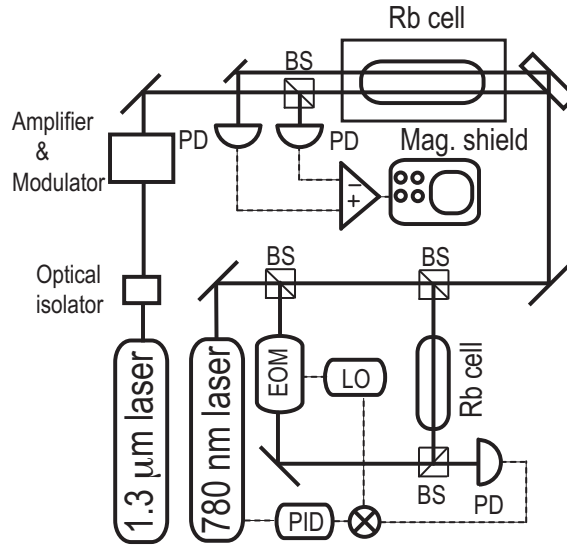 Rb cell
BS
Amplifier
&
Modulator
PD
PD
Mag. shield
−
+
BS
BS
Optical
isolator
1.3 μm laser
780 nm laser
EOM
LO
Rb cell
BS
PD
PID